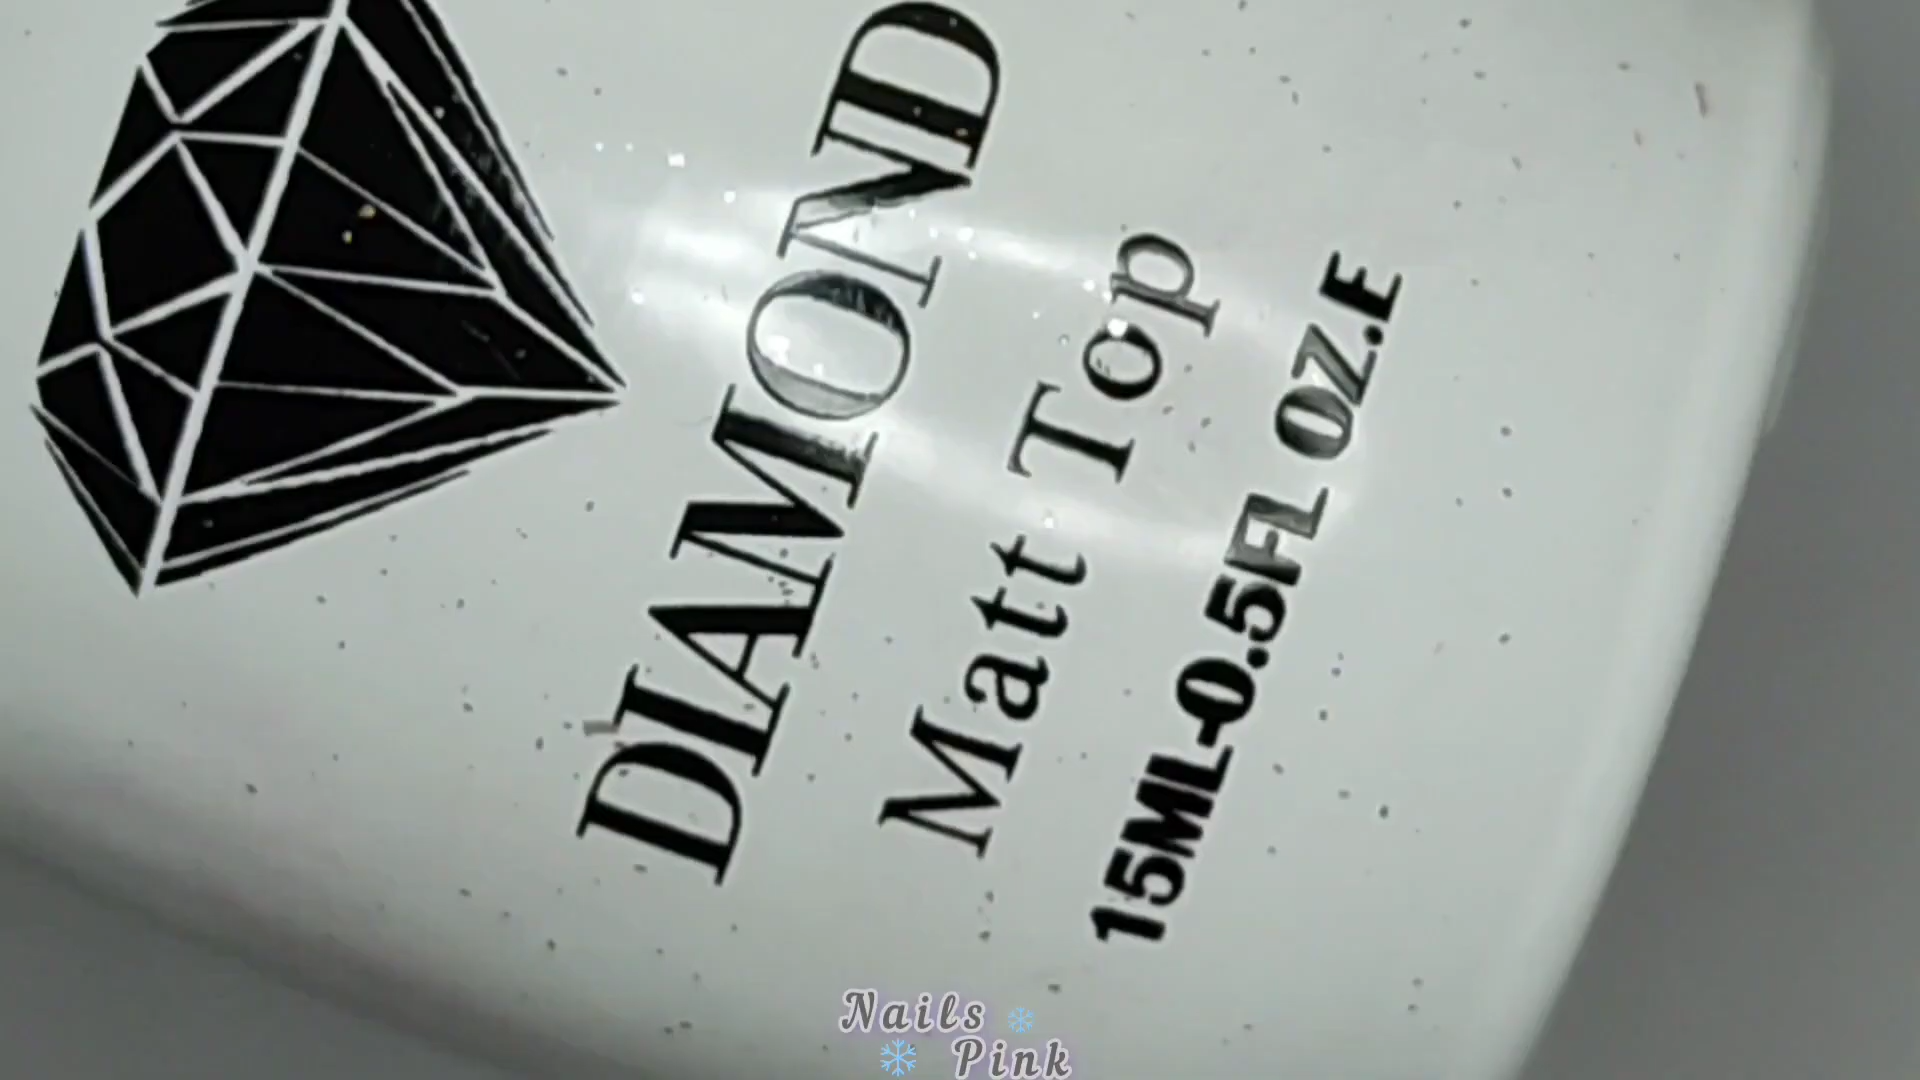 DIAMOND
Matt Top
15ML-0.5FL OZ.E
Nails
Pink